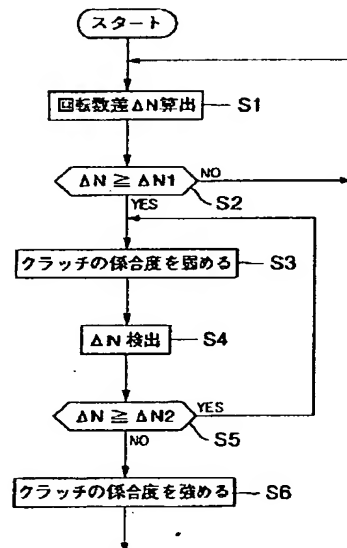 スタート
回転数差ΔN算出 S1
ΔN ≧ ΔN1 NO
S2
YES
クラッチの係合度を弱める S3
ΔN 検出 S4
ΔN ≧ ΔN2 YES
S5
NO
クラッチの係合度を強める S6